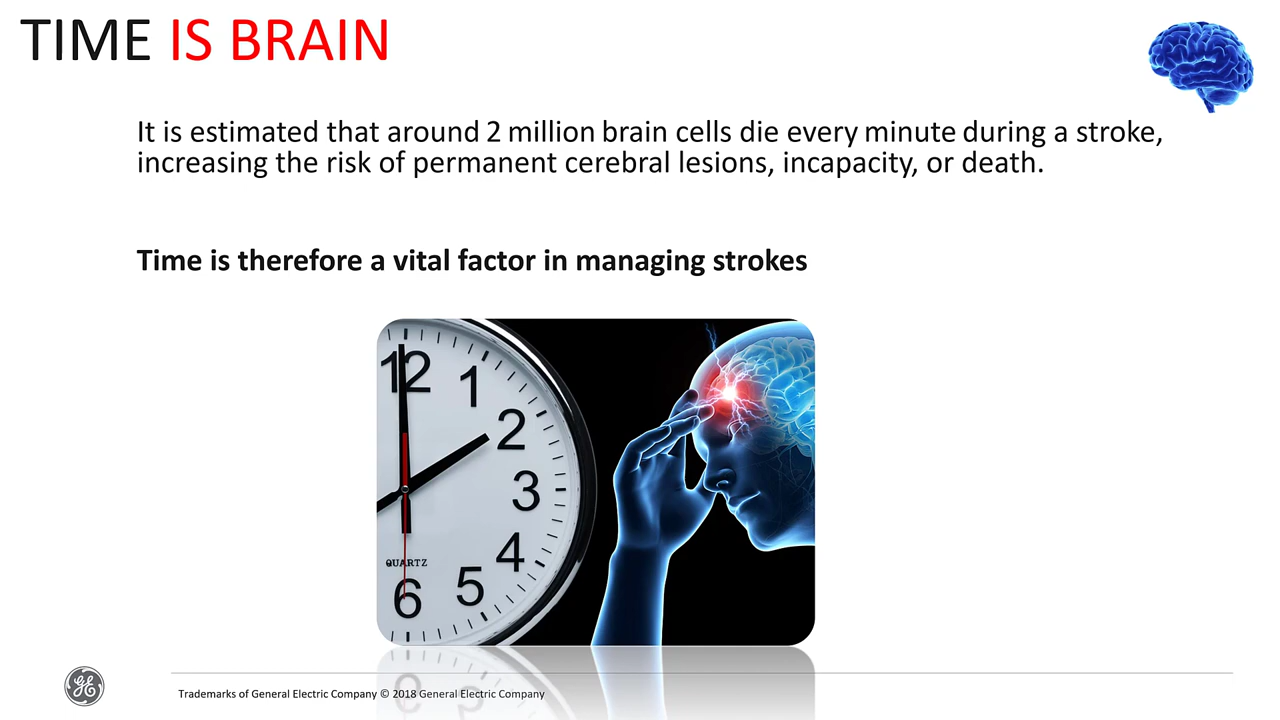 TIME IS BRAIN
It is estimated that around 2 million brain cells die every minute during a stroke,
increasing the risk of permanent cerebral lesions, incapacity, or death.
Time is therefore a vital factor in managing strokes
12
1
2
3
4
5
6
QUARTZ
GE
Trademarks of General Electric Company © 2018 General Electric Company